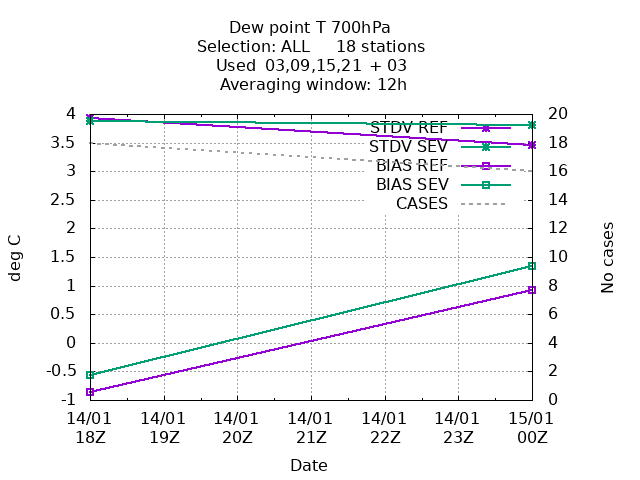 Dew point T 700hPa
Selection: ALL     18 stations
Used 03,09,15,21 + 03
Averaging window: 12h
4
3.5
3
2.5
2
1.5
1
0.5
0
-0.5
-1
deg C
20
18
16
14
12
10
8
6
4
2
0
No cases
STDV REF
STDV SEV
BIAS REF
BIAS SEV
CASES
14/01 14/01 14/01 14/01 14/01 14/01 15/01
18Z 19Z 20Z 21Z 22Z 23Z 00Z
Date